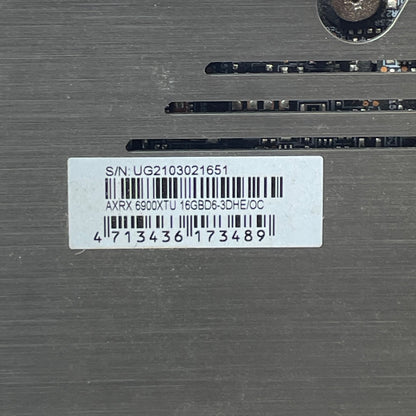 S/N: UG2103021651
AXRX 6900XTU 16GBD6-3DHE/OC
4 713436 173489